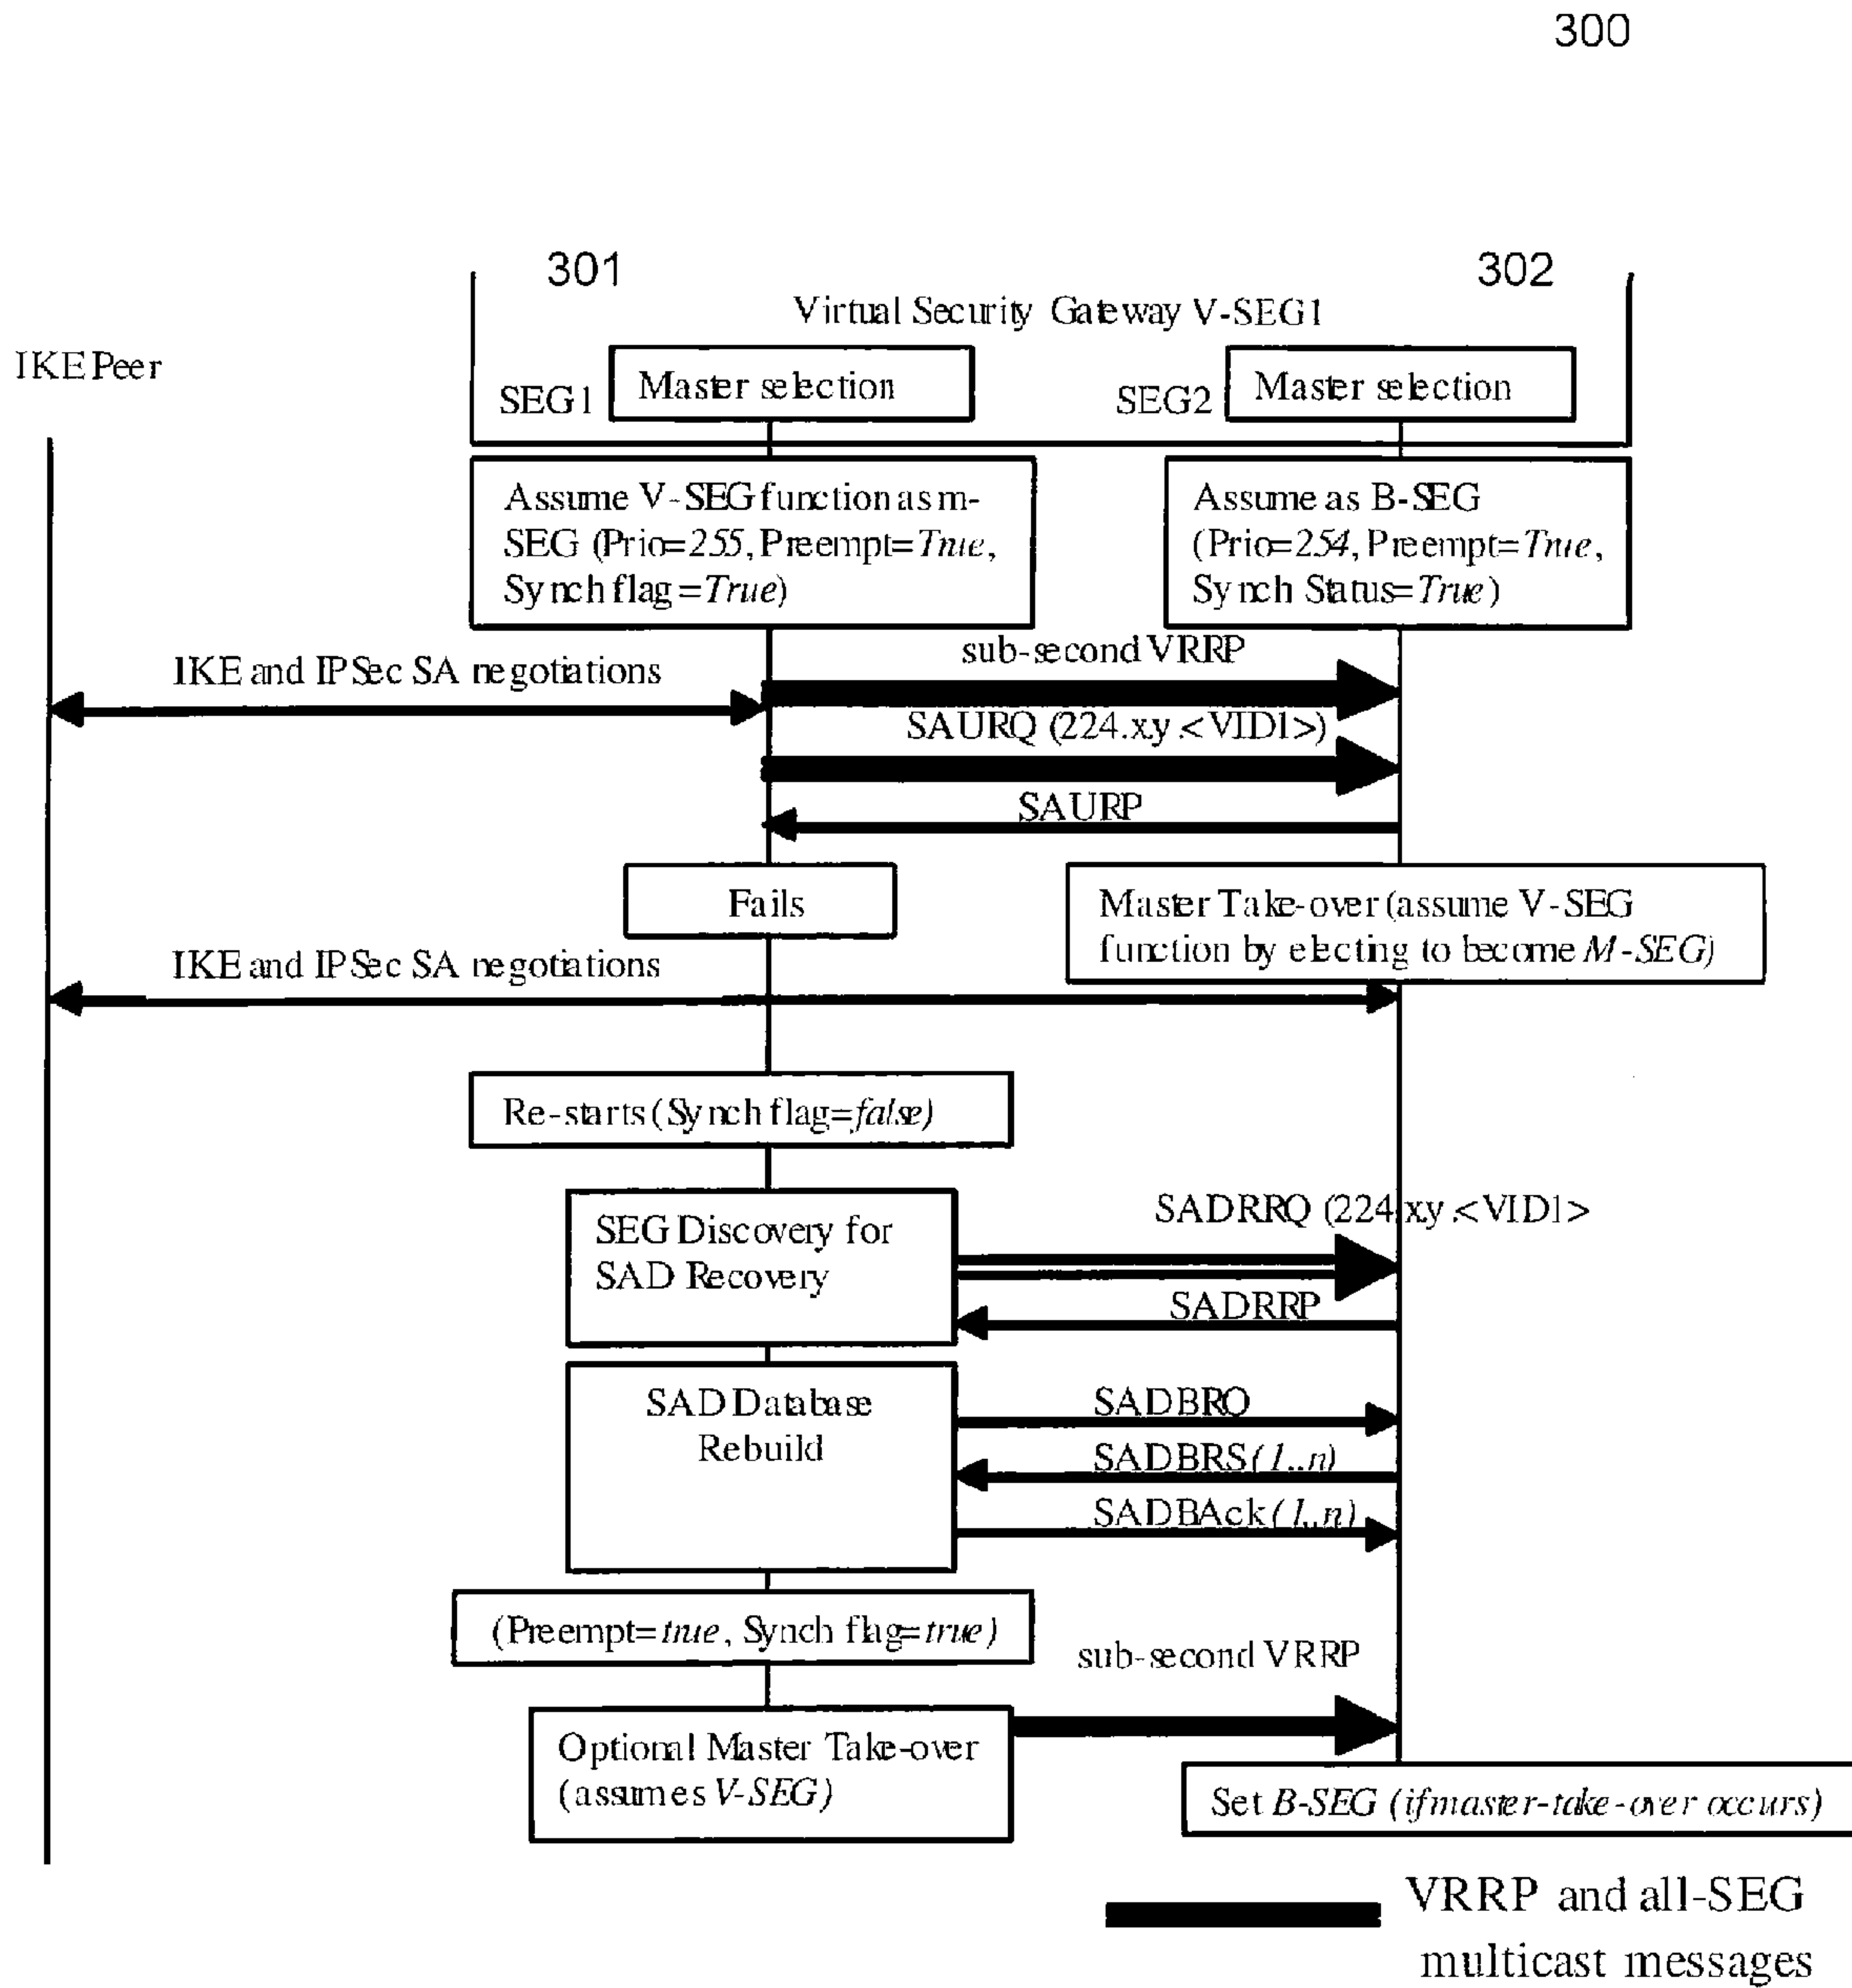 300
301
302
Virtual Security Gateway V-SEG1
IKE Peer
SEG1
Master selection
SEG2
Master selection
Assume V-SEG function as m-
SEG (Prio=255, Preempt=True,
Synch flag=True)
Assume as B-SEG
(Prio=254, Preempt=True,
Synch Status=True)
sub-second VRRP
IKE and IPSec SA negotiations
SAURQ (224.x.y.<VID1>)
SAURP
Fails
Master Take-over (assume V-SEG
function by electing to become M-SEG)
IKE and IPSec SA negotiations
Re-starts (Synch flag=false)
SEG Discovery for
SAD Recovery
SADRRQ (224.x.y.<VID1>
SADRRP
SAD Database
Rebuild
SADBRQ
SADBRS(1..n)
SADBAck(1..n)
(Preempt=true, Synch flag=true)
sub-second VRRP
Optional Master Take-over
(assumes V-SEG)
Set B-SEG (if master-take-over occurs)
VRRP and all-SEG
multicast messages